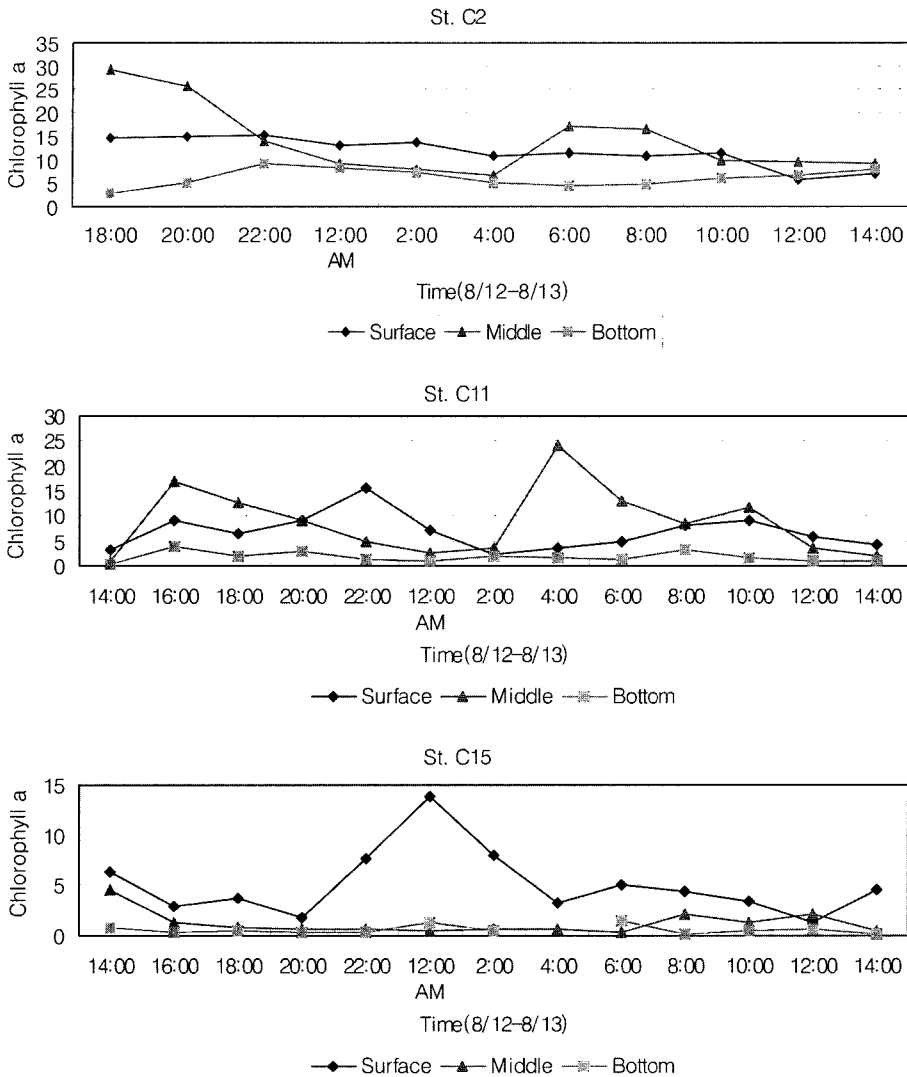 St. C2
Chlorophyll a
35
30
25
20
15
10
5
0
18:00 20:00 22:00 12:00 2:00 4:00 6:00 8:00 10:00 12:00 14:00
AM
Time(8/12-8/13)
Surface Middle Bottom
St. C11
Chlorophyll a
30
25
20
15
10
5
0
14:00 16:00 18:00 20:00 22:00 12:00 2:00 4:00 6:00 8:00 10:00 12:00 14:00
AM
Time(8/12-8/13)
Surface Middle Bottom
St. C15
Chlorophyll a
15
10
5
0
14:00 16:00 18:00 20:00 22:00 12:00 2:00 4:00 6:00 8:00 10:00 12:00 14:00
AM
Time(8/12-8/13)
Surface Middle Bottom